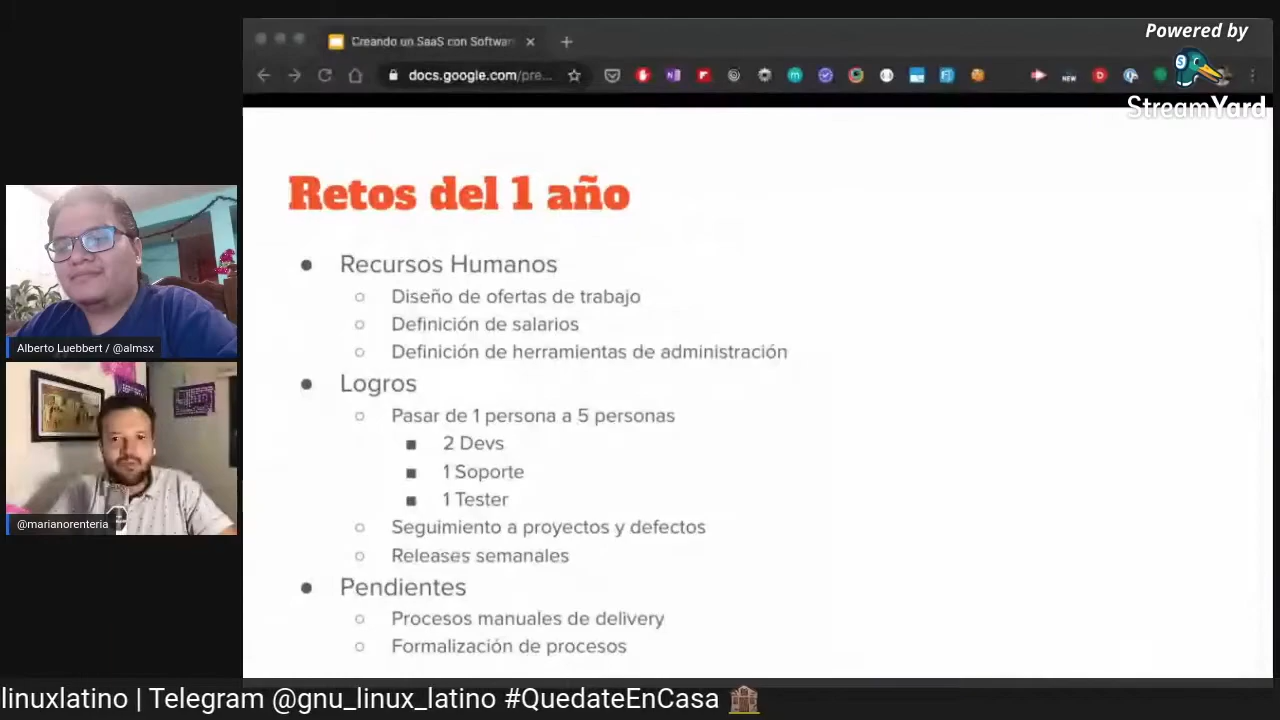 Powered by
StreamYard
Creando un SaaS con Softwar
docs.google.com/pre...
NEW
Retos del 1 año
Recursos Humanos
Diseño de ofertas de trabajo
Definición de salarios
Definición de herramientas de administración
Logros
Pasar de 1 persona a 5 personas
2 Devs
1 Soporte
1 Tester
Seguimiento a proyectos y defectos
Releases semanales
Pendientes
Procesos manuales de delivery
Formalización de procesos
Alberto Luebbert / @almsx
@marianorenteria
linuxlatino | Telegram @gnu_linux_latino #QuedateEnCasa